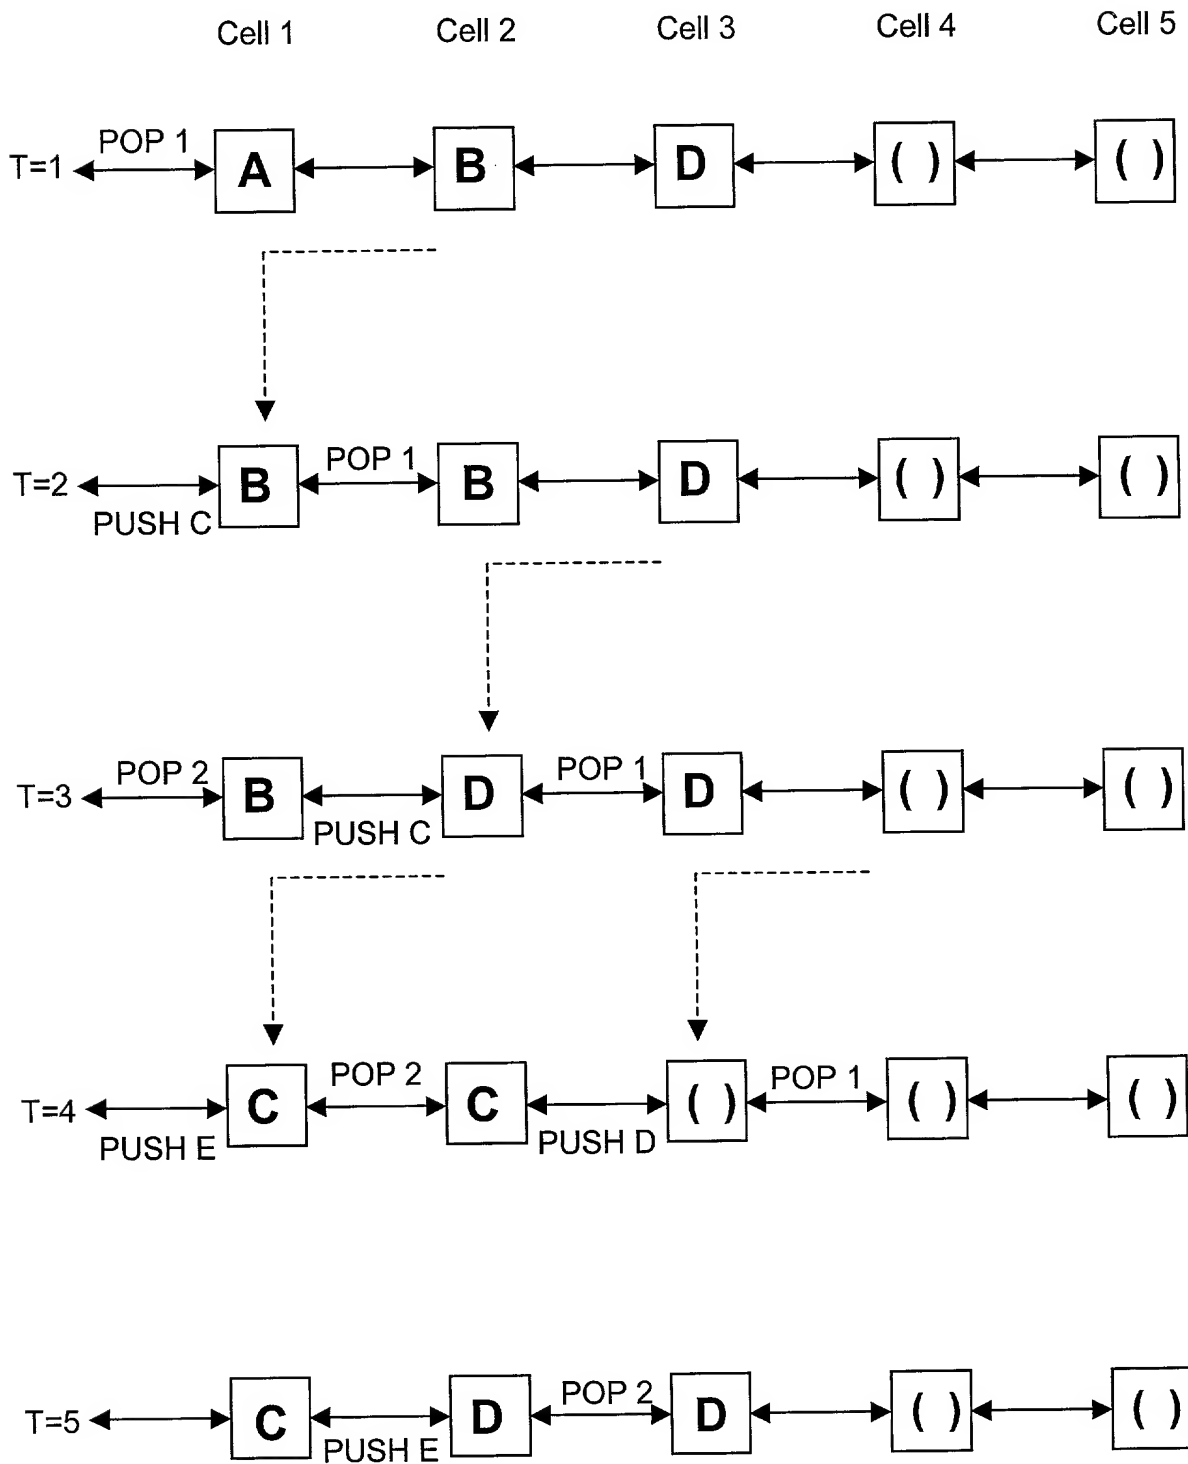 Cell 1 Cell 2 Cell 3 Cell 4 Cell 5
POP 1
T=1 A B D ( ) ( )
POP 1
T=2 B B D ( ) ( )
PUSH C
POP 2 POP 1
T=3 B D D ( ) ( )
PUSH C
POP 2 POP 1
T=4 C C ( ) ( ) ( )
PUSH E PUSH D
POP 2
T=5 C D D ( ) ( )
PUSH E